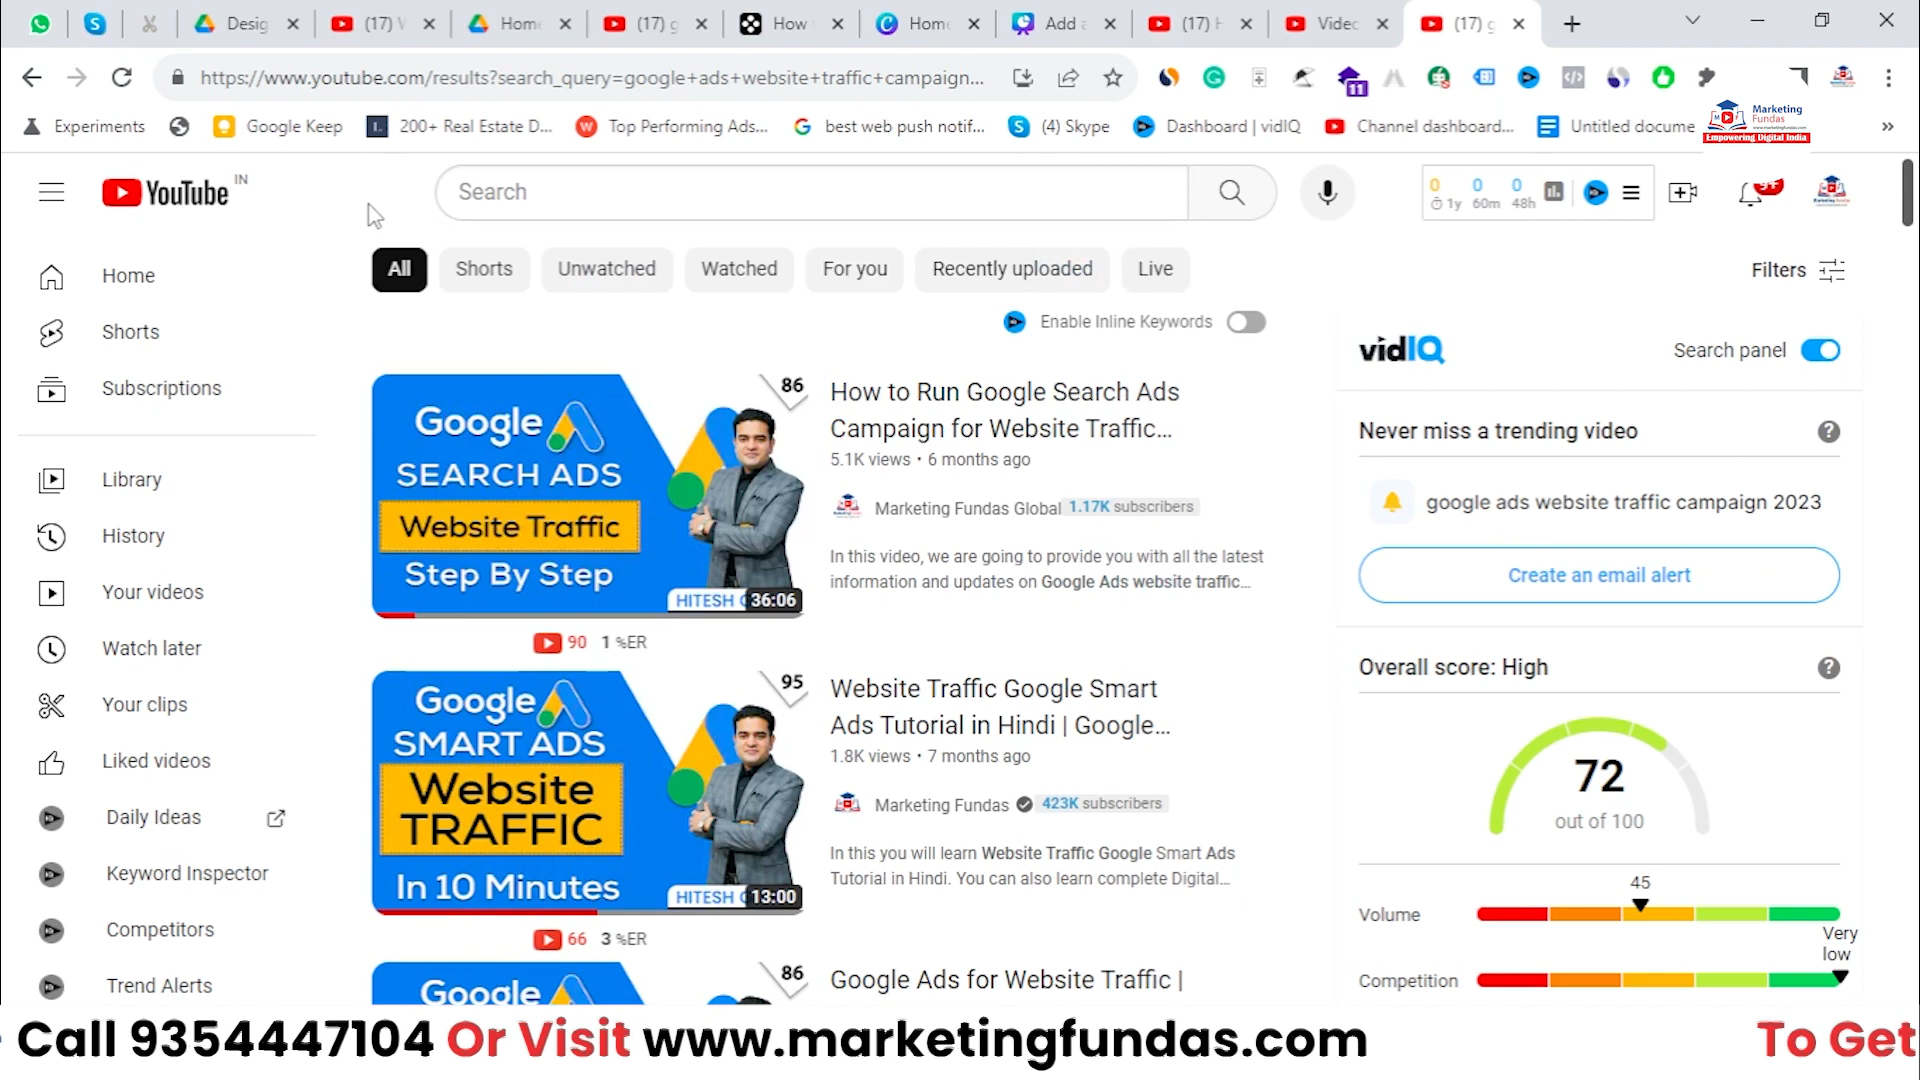 Desig
(17) V
Home
(17) g
How
Home
Add a
(17) H
Videc
(17) g
https://www.youtube.com/results?search_query=google+ads+website+traffic+campaign...
11
Experiments
Google Keep
200+ Real Estate D...
Top Performing Ads...
best web push notif...
(4) Skype
Dashboard | vidIQ
Channel dashboard...
Untitled docume
Marketing
Fundas
www.marketingfundas.com
Empowering Digital India
»
YouTube IN
Search
0 0 0
1y 60m 48h
9+
All
Shorts
Unwatched
Watched
For you
Recently uploaded
Live
Filters
Home
Shorts
Subscriptions
Library
History
Your videos
Watch later
Your clips
Liked videos
Daily Ideas
Keyword Inspector
Competitors
Trend Alerts
Enable Inline Keywords
Google
SEARCH ADS
Website Traffic
Step By Step
86
HITESH
36:06
90 1 %ER
How to Run Google Search Ads
Campaign for Website Traffic...
5.1K views • 6 months ago
Marketing Fundas Global 1.17K subscribers
In this video, we are going to provide you with all the latest
information and updates on Google Ads website traffic...
Google
SMART ADS
Website
TRAFFIC
In 10 Minutes
95
HITESH
13:00
66 3 %ER
Website Traffic Google Smart
Ads Tutorial in Hindi | Google...
1.8K views • 7 months ago
Marketing Fundas 423K subscribers
In this you will learn Website Traffic Google Smart Ads
Tutorial in Hindi. You can also learn complete Digital...
Google
86
Google Ads for Website Traffic |
vidIQ
Search panel
Never miss a trending video
google ads website traffic campaign 2023
Create an email alert
Overall score: High
72
out of 100
45
Volume
Very
low
Competition
Call 9354447104 Or Visit www.marketingfundas.com
To Get